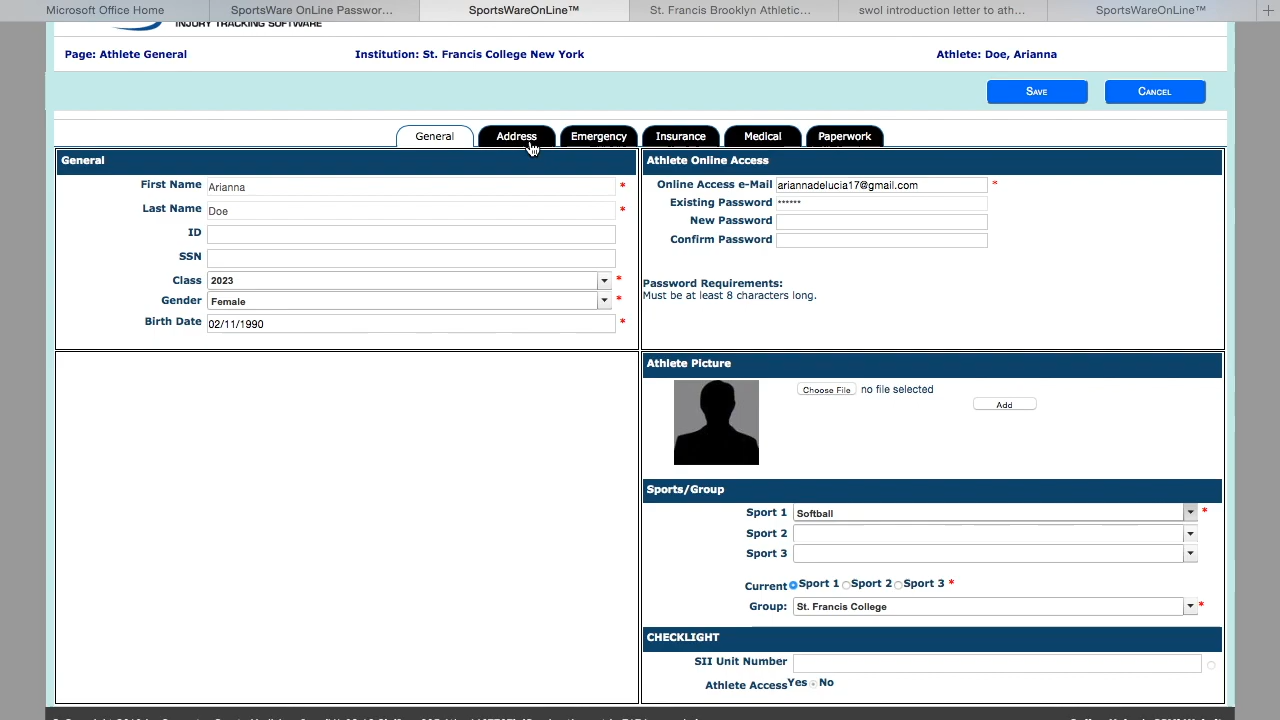 Microsoft Office Home
SportsWare OnLine Passwor...
SportsWareOnLine™
St. Francis Brooklyn Athletic...
swol introduction letter to ath...
SportsWareOnLine™
INJURY TRACKING SOFTWARE
Page: Athlete General
Institution: St. Francis College New York
Athlete: Doe, Arianna
SAVE
CANCEL
General
Address
Emergency
Insurance
Medical
Paperwork
General
First Name Arianna *
Last Name Doe *
ID
SSN
Class 2023 *
Gender Female *
Birth Date 02/11/1990 *
Athlete Online Access
Online Access e-Mail ariannadelucia17@gmail.com *
Existing Password ******
New Password
Confirm Password
Password Requirements:
Must be at least 8 characters long.
Athlete Picture
Choose File no file selected
Add
Sports/Group
Sport 1 Softball *
Sport 2
Sport 3
Current Sport 1 Sport 2 Sport 3 *
Group: St. Francis College *
CHECKLIGHT
SII Unit Number
Athlete Access Yes No